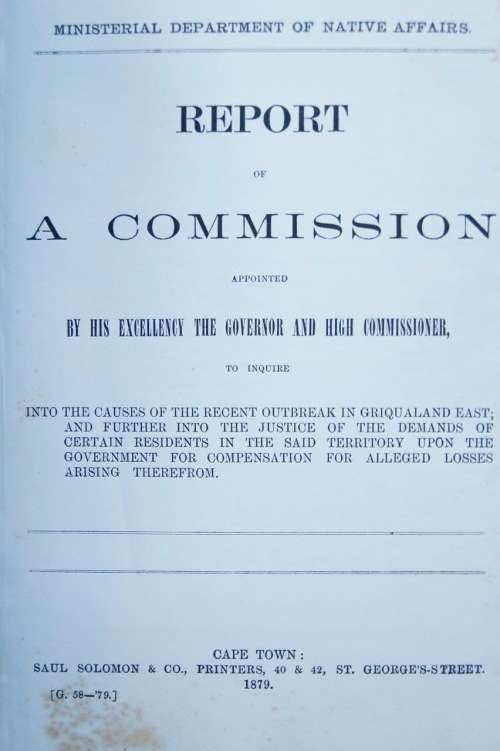 MINISTERIAL DEPARTMENT OF NATIVE AFFAIRS.
REPORT
OF
A COMMISSION
APPOINTED
BY HIS EXCELLENCY THE GOVERNOR AND HIGH COMMISSIONER,
TO INQUIRE
INTO THE CAUSES OF THE RECENT OUTBREAK IN GRIQUALAND EAST;
AND FURTHER INTO THE JUSTICE OF THE DEMANDS OF
CERTAIN RESIDENTS IN THE SAID TERRITORY UPON THE
GOVERNMENT FOR COMPENSATION FOR ALLEGED LOSSES
ARISING THEREFROM.
CAPE TOWN:
SAUL SOLOMON & CO., PRINTERS, 40 & 42, ST. GEORGE'S-STREET.
1879.
[G. 58—'79.]